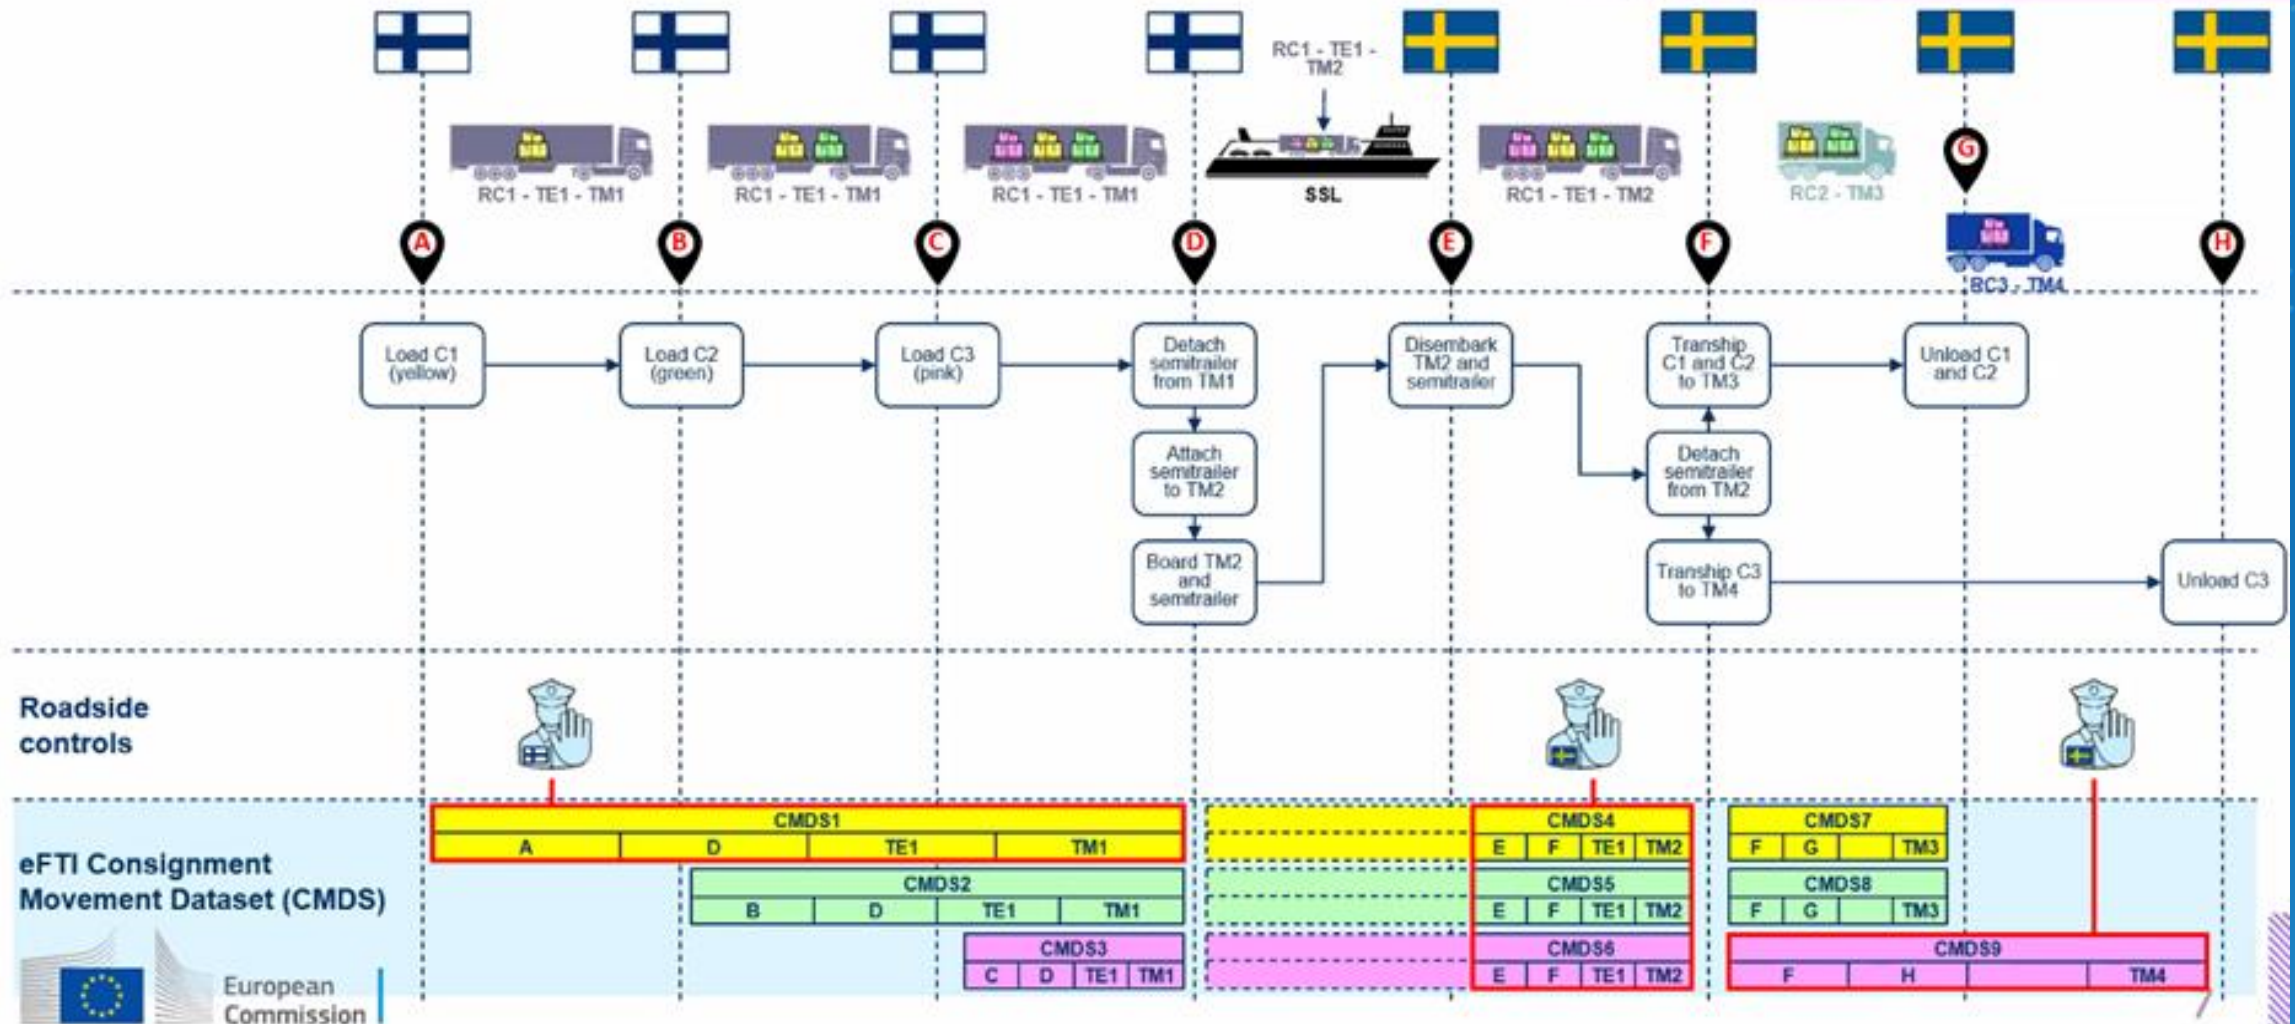 RC1 - TE1 -
TM2
RC1 - TE1 - TM1
RC1 - TE1 - TM1
RC1 - TE1 - TM1
SSL
RC1 - TE1 - TM2
RC2 - TM3
G
A
B
C
D
E
F
H
RC3 - TM4
Load C1
(yellow)
Load C2
(green)
Load C3
(pink)
Detach
semitrailer
from TM1
Disembark
TM2 and
semitrailer
Tranship
C1 and C2
to TM3
Unload C1
and C2
Attach
semitrailer
to TM2
Detach
semitrailer
from TM2
Board TM2
and
semitrailer
Tranship C3
to TM4
Unload C3
Roadside
controls
eFTI Consignment
Movement Dataset (CMDS)
CMDS1
A D TE1 TM1
CMDS4
E F TE1 TM2
CMDS7
F G TM3
CMDS2
B D TE1 TM1
CMDS5
E F TE1 TM2
CMDS8
F G TM3
CMDS3
C D TE1 TM1
CMDS6
E F TE1 TM2
CMDS9
F H TM4
European
Commission